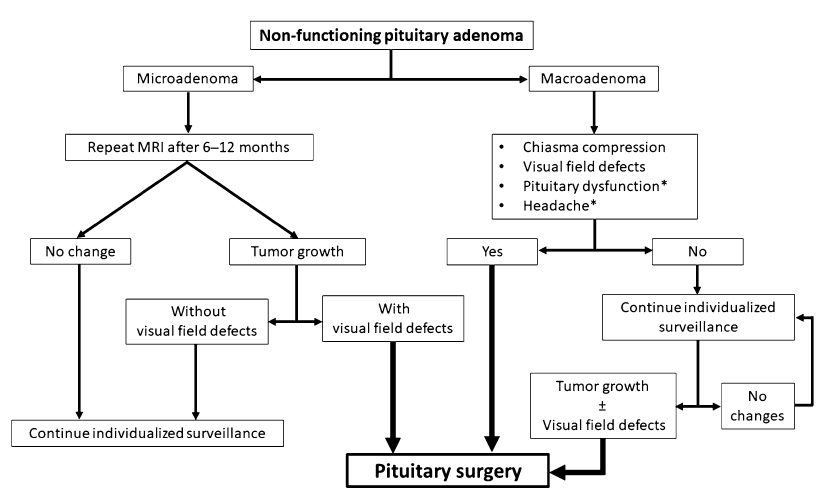 Non-functioning pituitary adenoma
Microadenoma
Macroadenoma
Repeat MRI after 6–12 months
• Chiasma compression
• Visual field defects
• Pituitary dysfunction*
• Headache*
No change
Tumor growth
Yes
No
Without
visual field defects
With
visual field defects
Continue individualized
surveillance
Tumor growth
±
Visual field defects
No
changes
Continue individualized surveillance
Pituitary surgery